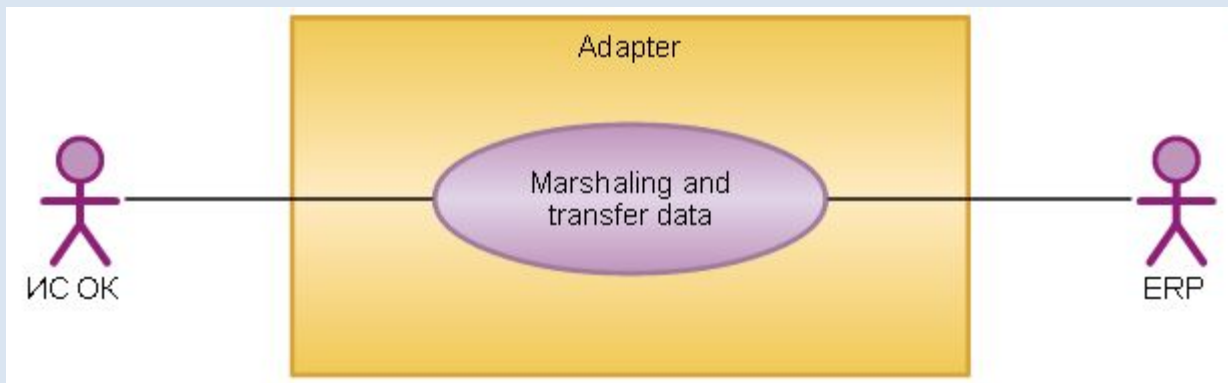 Adapter
Marshaling and
transfer data
ИС ОК
ERP